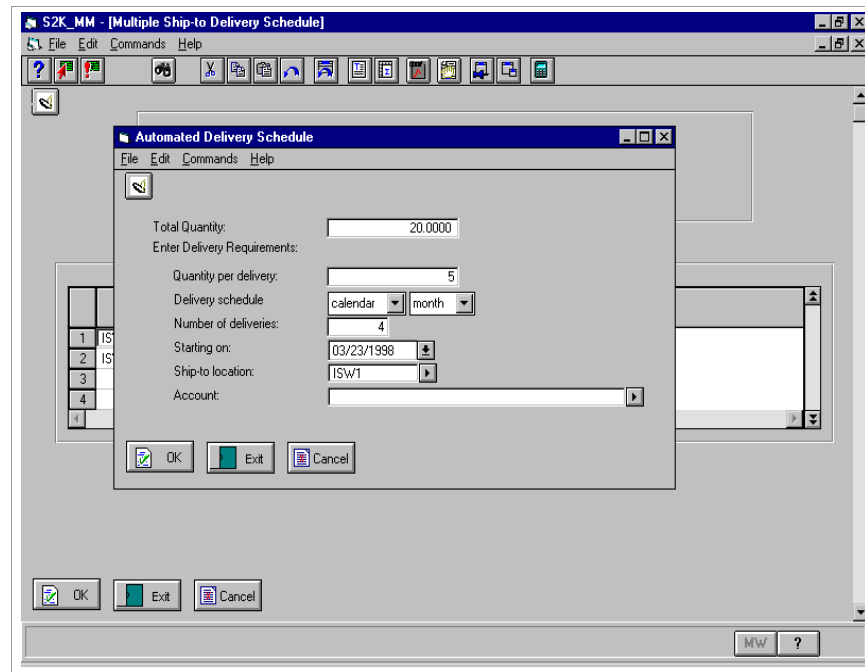 S2K_MM - [Multiple Ship-to Delivery Schedule]
File Edit Commands Help
Automated Delivery Schedule
File Edit Commands Help
Total Quantity: 20.0000
Enter Delivery Requirements:
Quantity per delivery: 5
Delivery schedule calendar month
Number of deliveries: 4
Starting on: 03/23/1998
Ship-to location: ISW1
Account:
1 IS
2 IS
3
4
OK Exit Cancel
OK Exit Cancel
MW ?